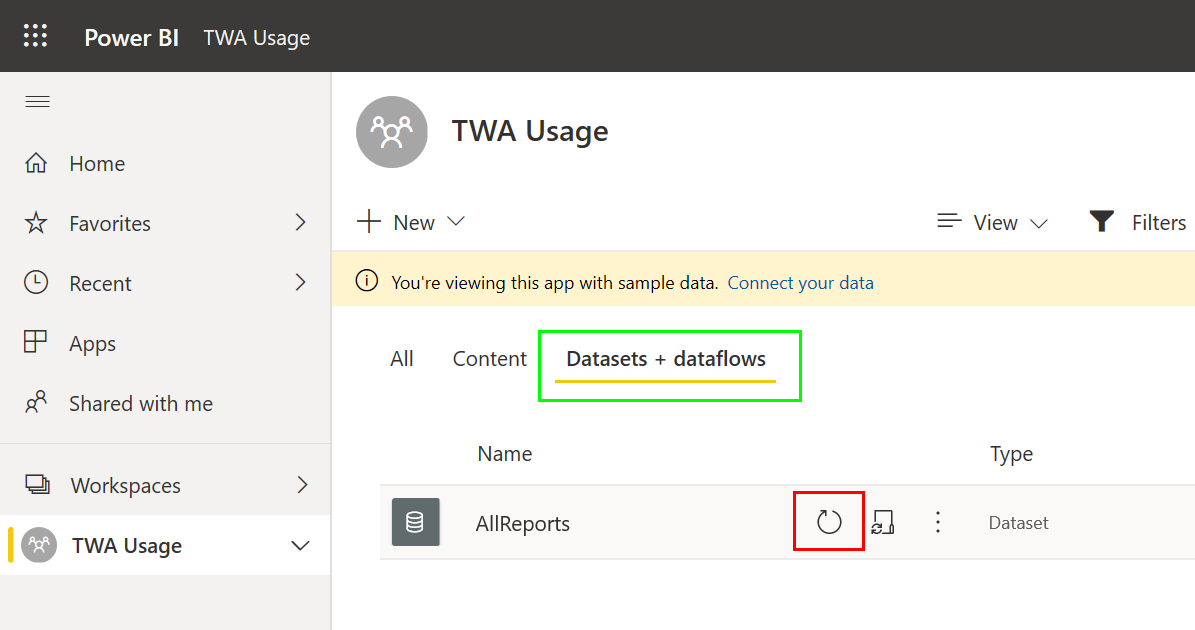 Power BI TWA Usage
Home
Favorites
Recent
Apps
Shared with me
Workspaces
TWA Usage
TWA Usage
New
View
Filters
You're viewing this app with sample data. Connect your data
All Content Datasets + dataflows
Name Type
AllReports Dataset